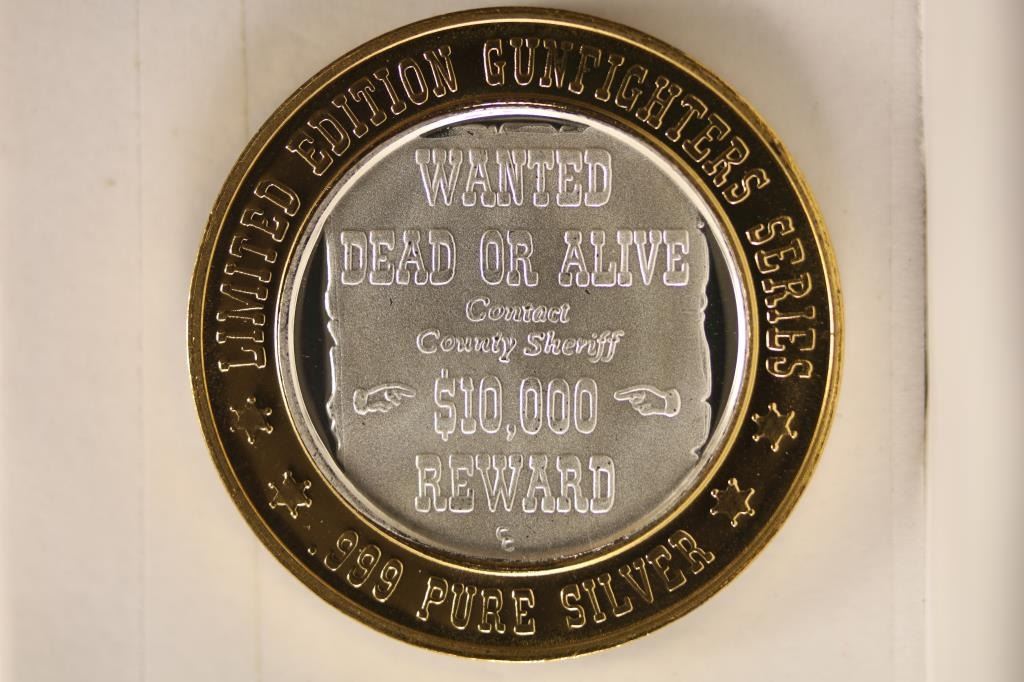 LIMITED EDITION GUNFIGHTERS SERIES
WANTED
DEAD OR ALIVE
Contact
County Sheriff
$10,000
REWARD
.999 PURE SILVER